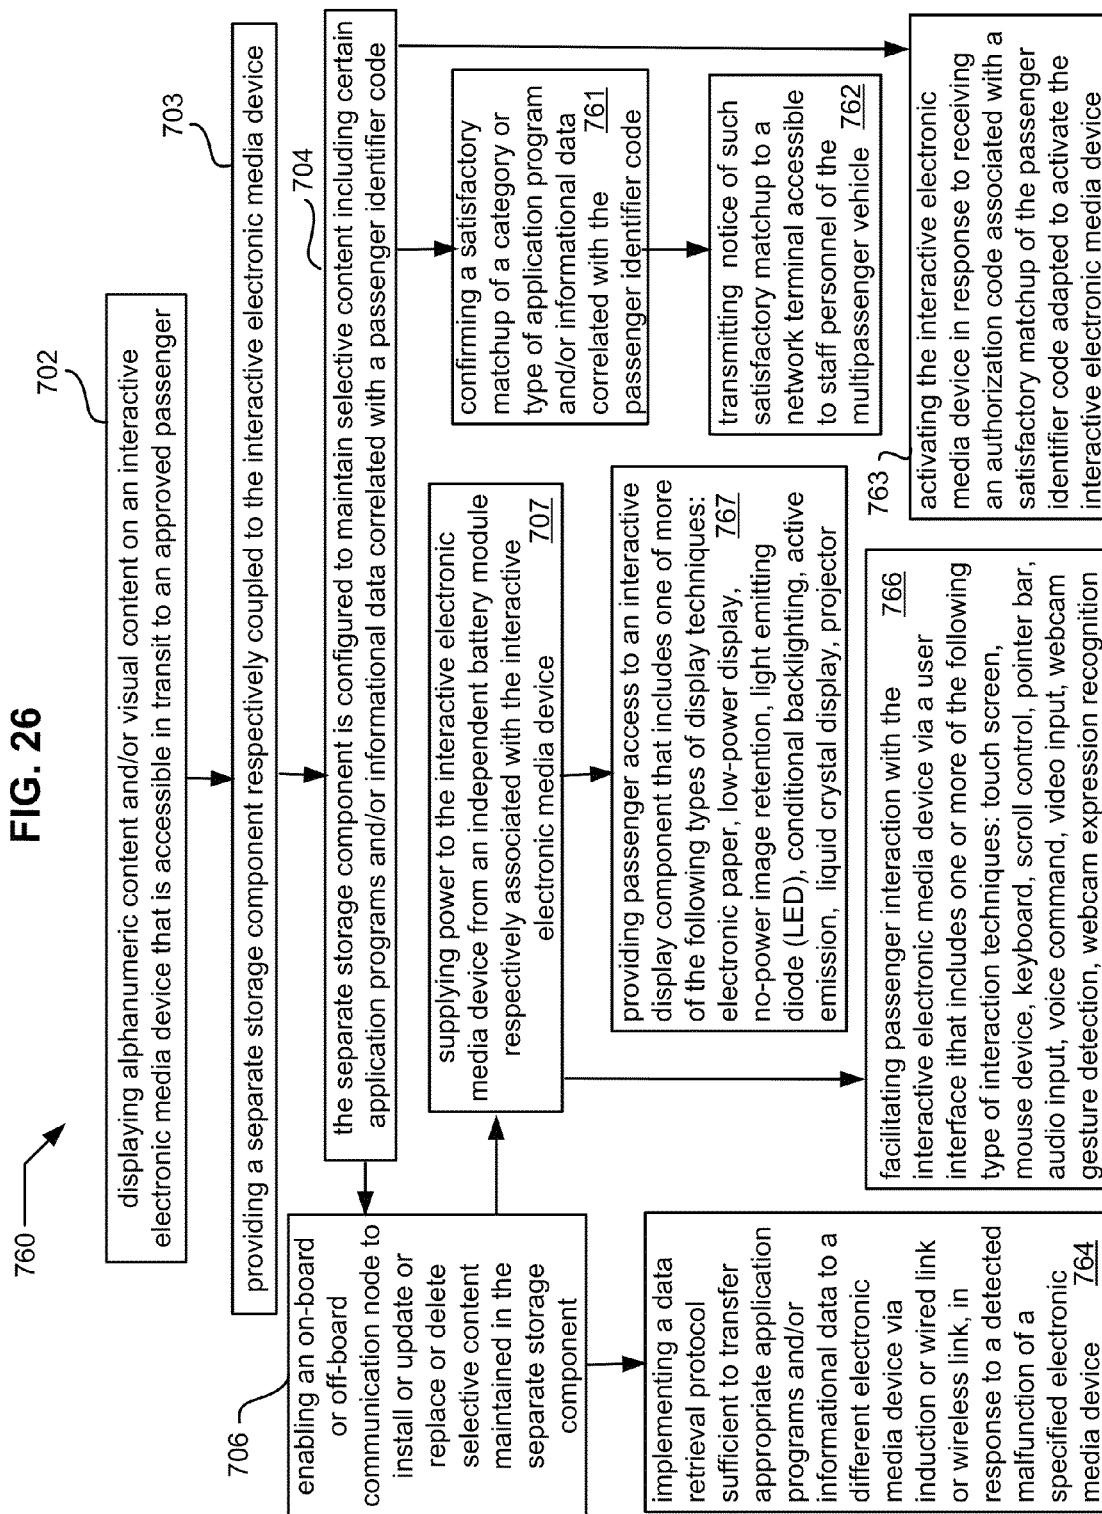 FIG. 26
760
702
displaying alphanumeric content and/or visual content on an interactive
electronic media device that is accessible in transit to an approved passenger
703
providing a separate storage component respectively coupled to the interactive electronic media device
704
the separate storage component is configured to maintain selective content including certain
application programs and/or informational data correlated with a passenger identifier code
706
enabling an on-board
or off-board
communication node to
install or update or
replace or delete
selective content
maintained in the
separate storage
component
supplying power to the interactive electronic
media device from an independent battery module
respectively associated with the interactive
electronic media device 707
confirming a satisfactory
matchup of a category or
type of application program
and/or informational data
correlated with the 761
passenger identifier code
implementing a data
retrieval protocol
sufficient to transfer
appropriate application
programs and/or
informational data to a
different electronic
media device via
induction or wired link
or wireless link, in
response to a detected
malfunction of a
specified electronic
media device 764
providing passenger access to an interactive
display component that includes one of more
of the following types of display techniques:
electronic paper, low-power display, 767
no-power image retention, light emitting
diode (LED), conditional backlighting, active
emission, liquid crystal display, projector
transmitting notice of such
satisfactory matchup to a
network terminal accessible
to staff personnel of the
multipassenger vehicle 762
facilitating passenger interaction with the
interactive electronic media device via a user 766
interface ithat includes one or more of the following
type of interaction techniques: touch screen,
mouse device, keyboard, scroll control, pointer bar,
audio input, voice command, video input, webcam
gesture detection, webcam expression recognition
763
activating the interactive electronic
media device in response to receiving
an authorization code associated with a
satisfactory matchup of the passenger
identifier code adapted to activate the
interactive electronic media device